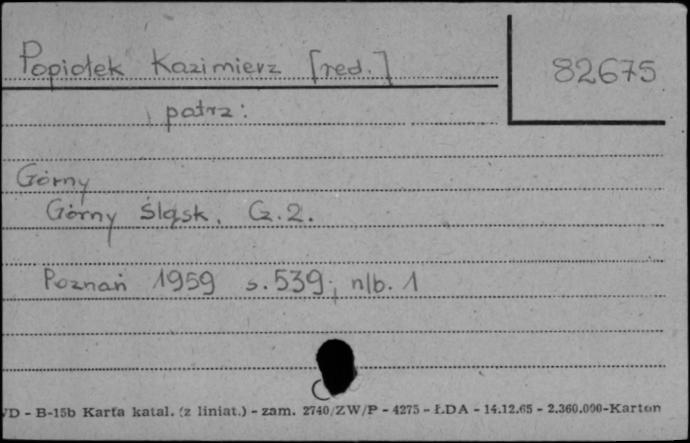 Popiołek Kazimierz [red.]
82675
patrz:
Górny
Górny Śląsk. Cz. 2.
Poznań 1959 s. 539, nlb. 1
D - B-15b Karta katal. (z liniat.) - zam. 2740/ZW/P - 4275 - ŁDA - 14.12.65 - 2.360.000-Karton